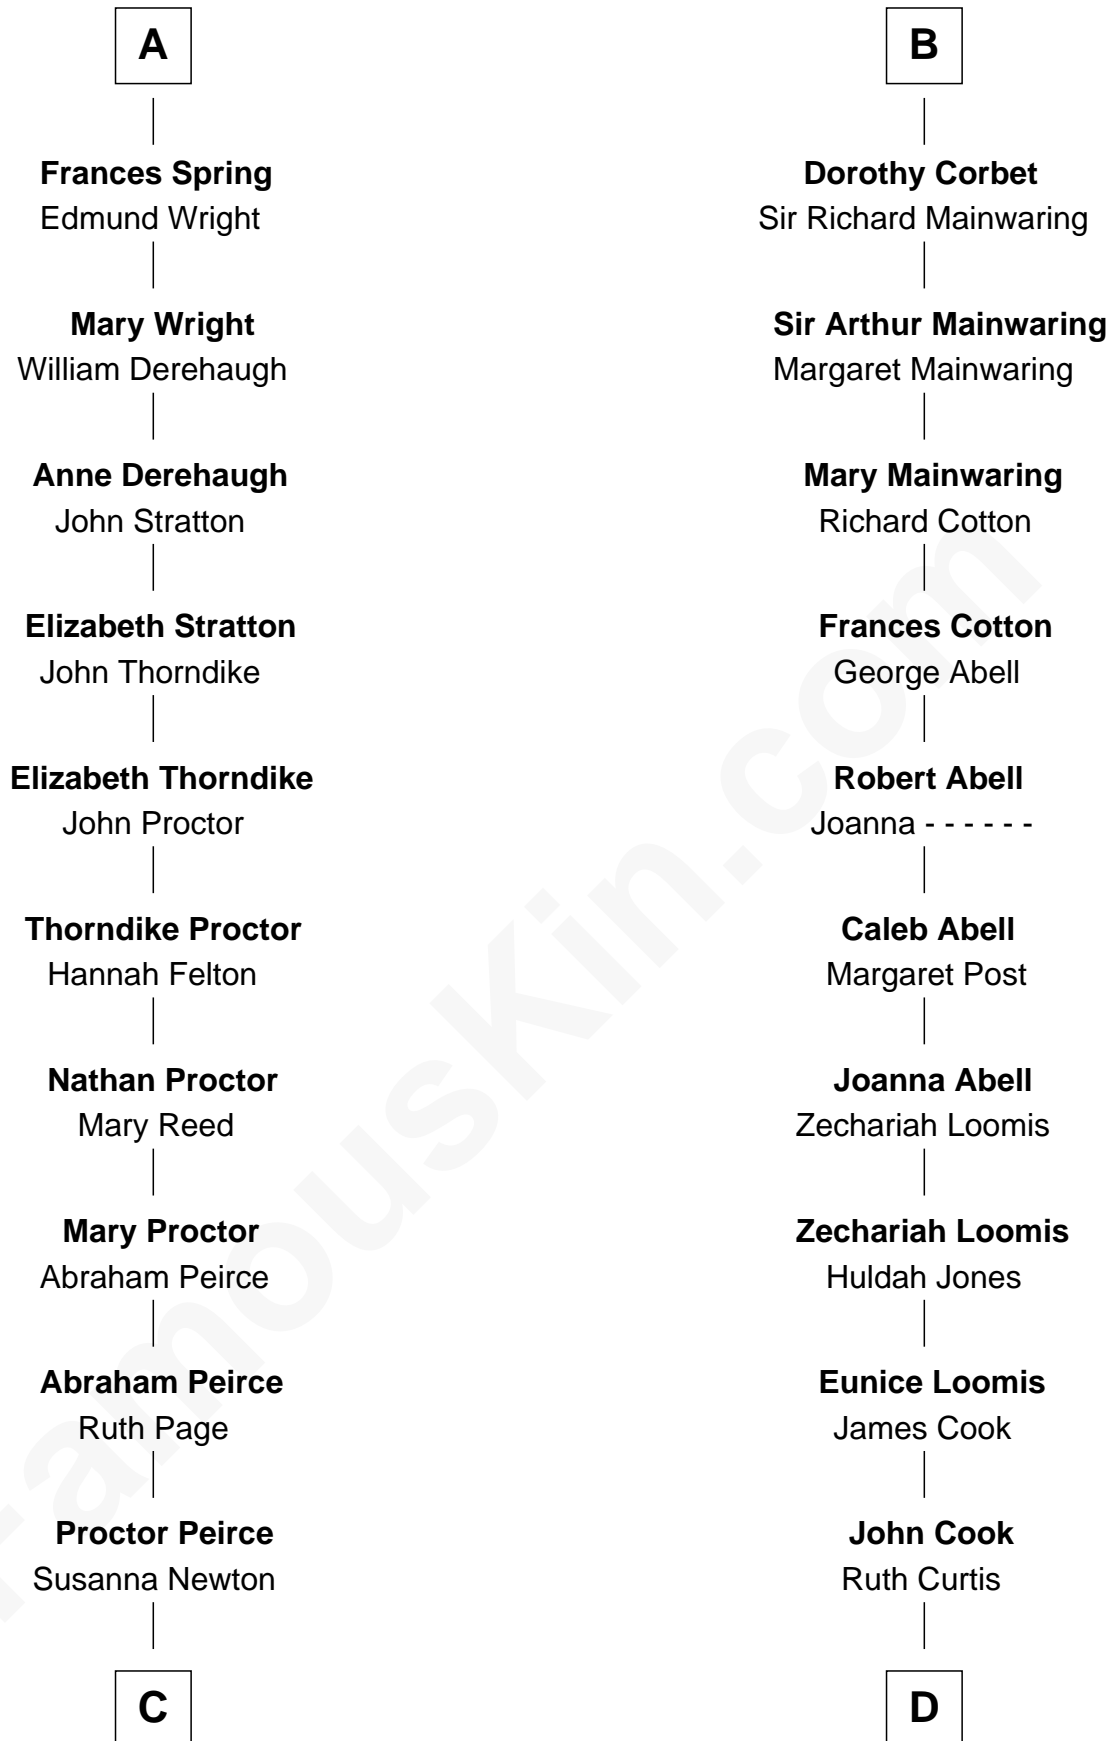 A
Frances Spring
Edmund Wright
Mary Wright
William Derehaugh
Anne Derehaugh
John Stratton
Elizabeth Stratton
John Thorndike
Elizabeth Thorndike
John Proctor
Thorndike Proctor
Hannah Felton
Nathan Proctor
Mary Reed
Mary Proctor
Abraham Peirce
Abraham Peirce
Ruth Page
Proctor Peirce
Susanna Newton
C
B
Dorothy Corbet
Sir Richard Mainwaring
Sir Arthur Mainwaring
Margaret Mainwaring
Mary Mainwaring
Richard Cotton
Frances Cotton
George Abell
Robert Abell
Joanna - - - - - -
Caleb Abell
Margaret Post
Joanna Abell
Zechariah Loomis
Zechariah Loomis
Huldah Jones
Eunice Loomis
James Cook
John Cook
Ruth Curtis
D
FamousKin.com